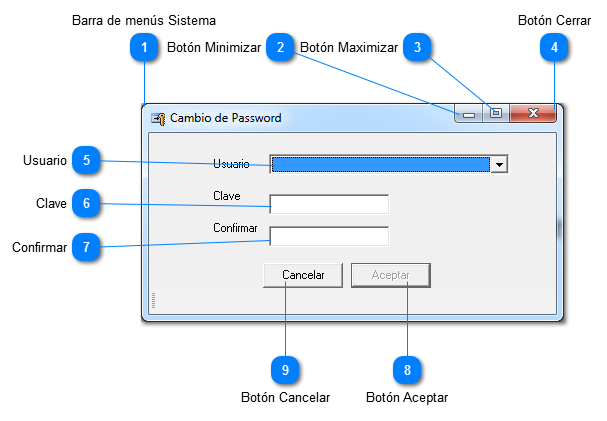 Barra de menús Sistema
Botón Cerrar
1
Botón Minimizar
2
Botón Maximizar
3
4
Cambio de Password
Usuario
5
Usuario
Clave
6
Clave
Confirmar
7
Confirmar
Cancelar
Aceptar
9
8
Botón Cancelar
Botón Aceptar